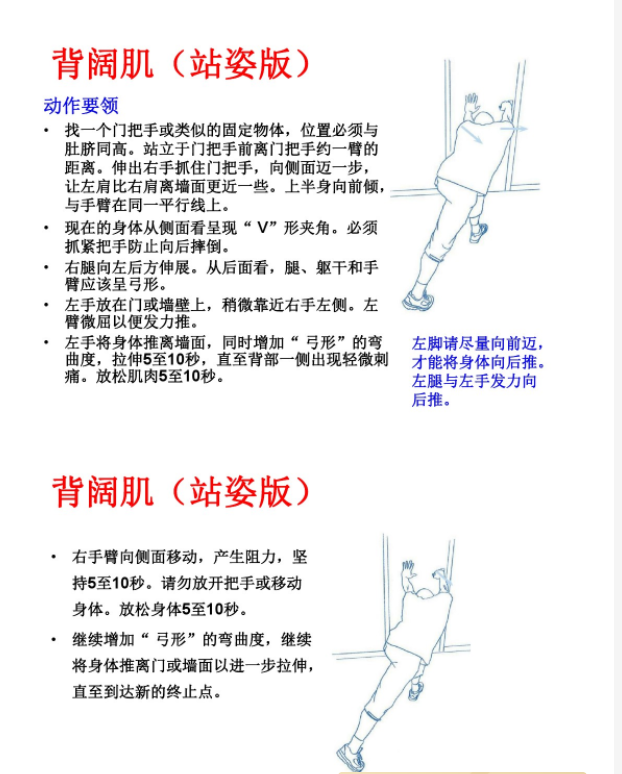 背阔肌（站姿版）
动作要领
• 找一个门把手或类似的固定物体，位置必须与
肚脐同高。站立于门把手前离门把手约一臂的
距离。伸出右手抓住门把手，向侧面迈一步，
让左肩比右肩离墙面更近一些。上半身向前倾，
与手臂在同一平行线上。
• 现在的身体从侧面看呈现“ V”形夹角。必须
抓紧把手防止向后摔倒。
• 右腿向左后方伸展。从后面看，腿、躯干和手
臂应该呈弓形。
• 左手放在门或墙壁上，稍微靠近右手左侧。左
臂微屈以便发力推。
• 左手将身体推离墙面，同时增加“ 弓形”的弯
曲度，拉伸5至10秒，直至背部一侧出现轻微刺
痛。放松肌肉5至10秒。
左脚请尽量向前迈，
才能将身体向后推。
左腿与左手发力向
后推。
背阔肌（站姿版）
• 右手臂向侧面移动，产生阻力，坚
持5至10秒。请勿放开把手或移动
身体。放松身体5至10秒。
• 继续增加“ 弓形”的弯曲度，继续
将身体推离门或墙面以进一步拉伸，
直至到达新的终止点。